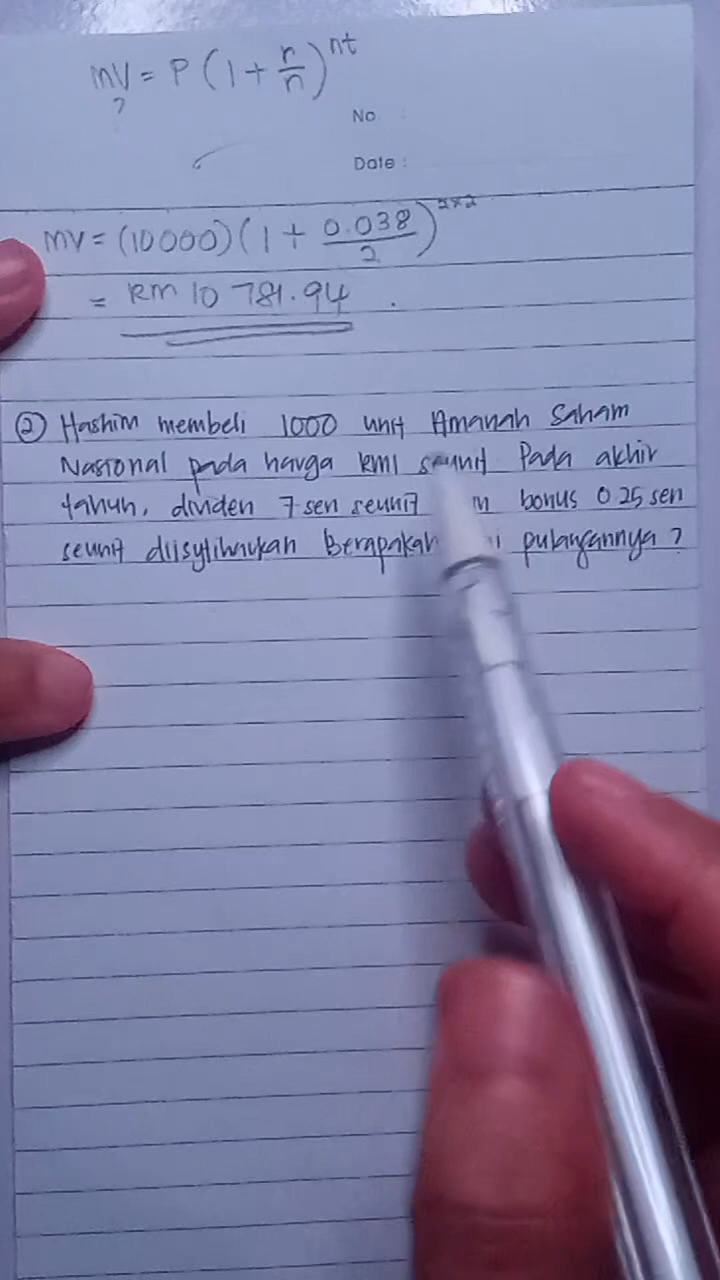 MV = P (1 + r/n)^nt
?
No :
Date :
MV = (10000)(1 + 0.038/2)^2×2
= RM 10 781.94 .
② Hashim membeli 1000 unit Amanah Saham
Nasional pada harga RM1 seunit Pada akhir
tahun, dividen 7 sen seunit bonus 0.25 sen
seunit diisytiharkan Berapakah pulangannya ?